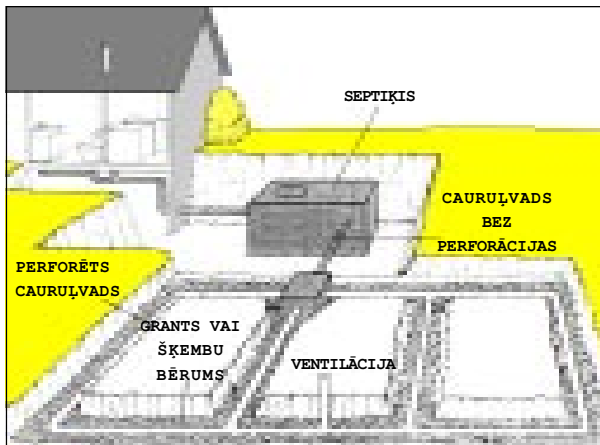 SEPTIĶIS
CAURUĻVADS
BEZ
PERFORĀCIJAS
PERFORĒTS
CAURUĻVADS
GRANTS VAI
ŠĶEMBU
BĒRUMS
VENTILĀCIJA